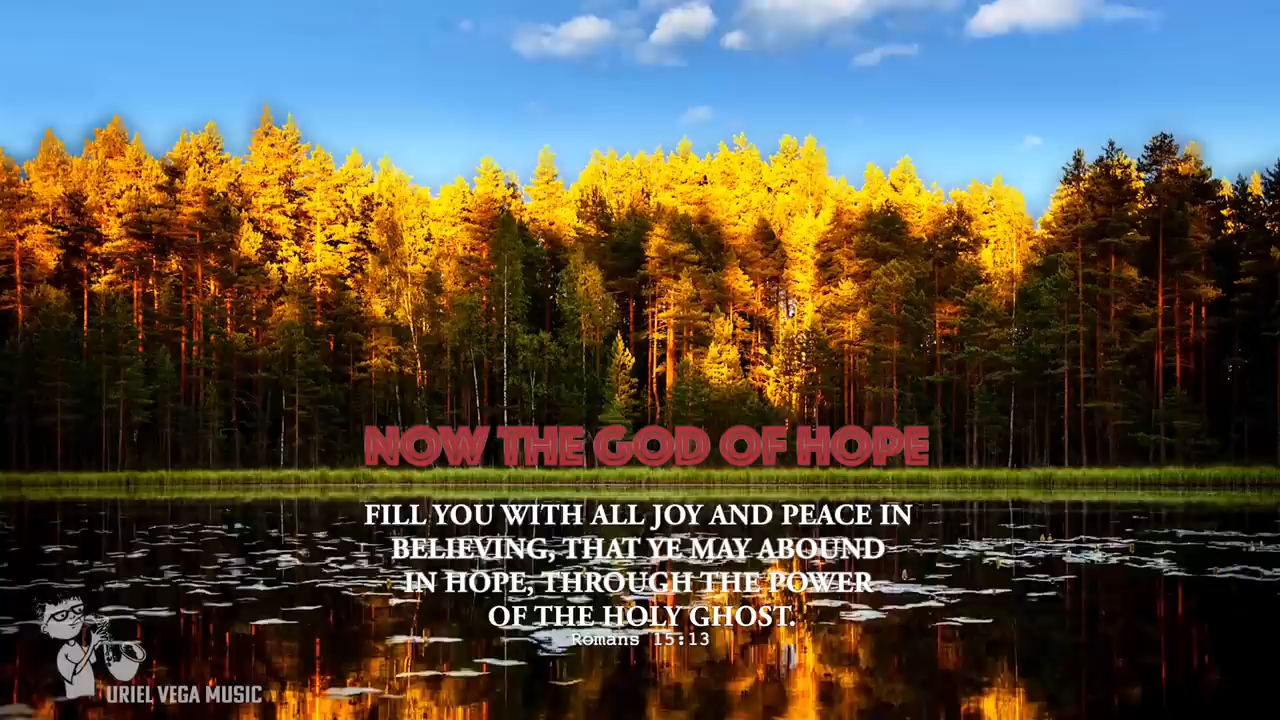 NOW THE GOD OF HOPE
FILL YOU WITH ALL JOY AND PEACE IN
BELIEVING, THAT YE MAY ABOUND
IN HOPE, THROUGH THE POWER
OF THE HOLY GHOST.
Romans 15:13
URIEL VEGA MUSIC